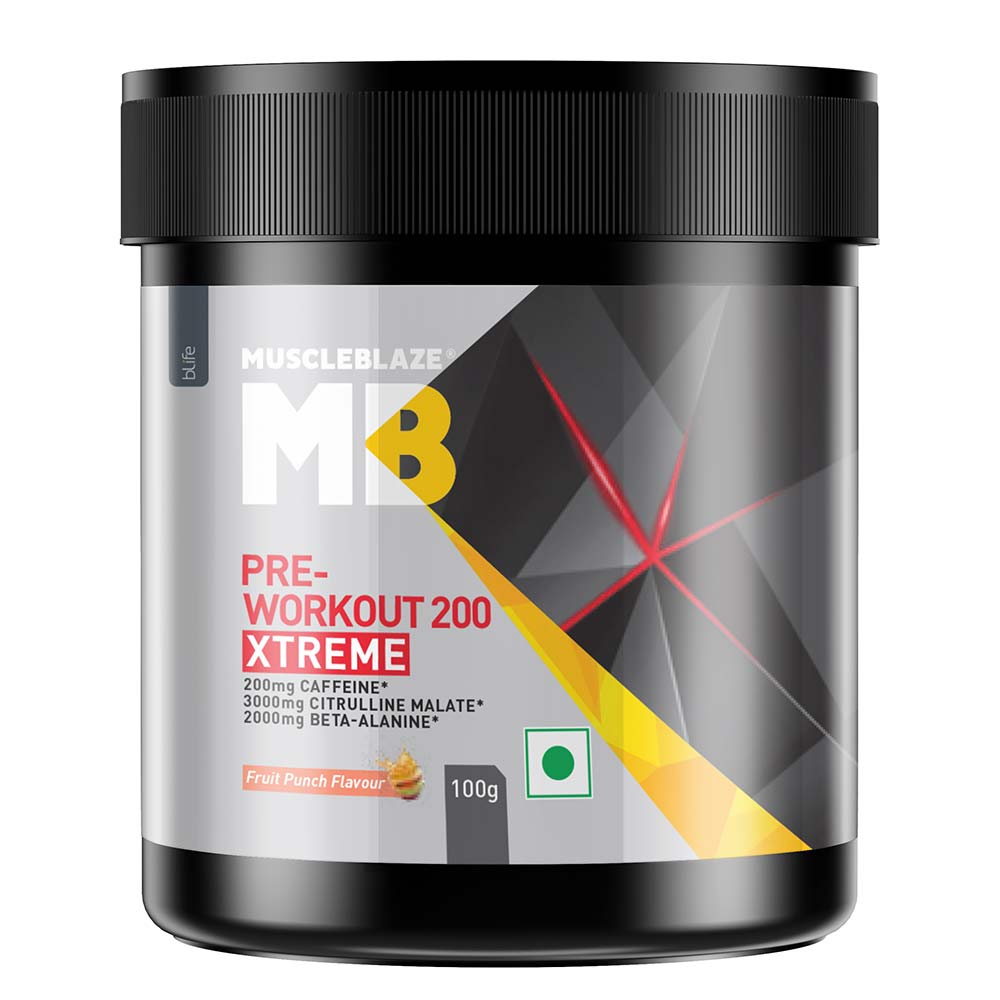 bLife
MUSCLEBLAZE®
MB
PRE-
WORKOUT 200
XTREME
200mg CAFFEINE*
3000mg CITRULLINE MALATE*
2000mg BETA-ALANINE*
Fruit Punch Flavour
100g